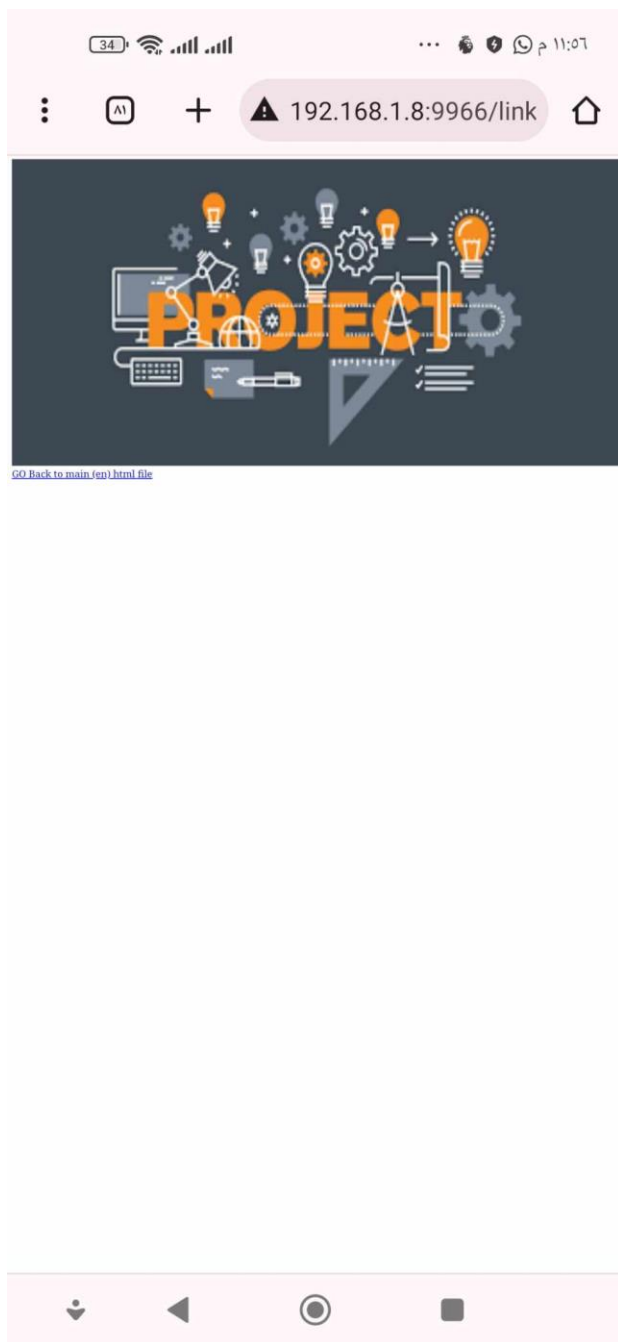 34 ١١:٥٦ م
٨١ 192.168.1.8:9966/link
PROJECT
GO Back to main (en) html file